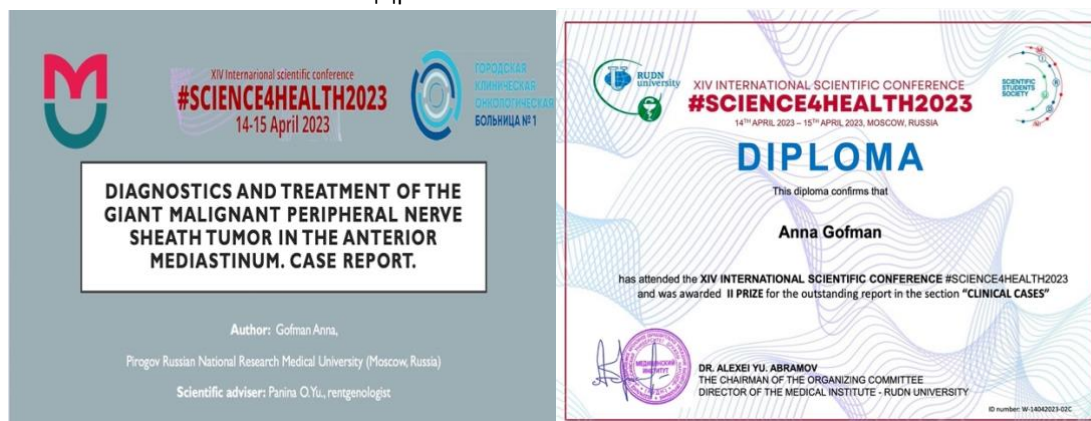 XIV International scientific conference
#SCIENCE4HEALTH2023
14-15 April 2023
ГОРОДСКАЯ
КЛИНИЧЕСКАЯ
ОНКОЛОГИЧЕСКАЯ
БОЛЬНИЦА № 1
DIAGNOSTICS AND TREATMENT OF THE
GIANT MALIGNANT PERIPHERAL NERVE
SHEATH TUMOR IN THE ANTERIOR
MEDIASTINUM. CASE REPORT.
Author: Gofman Anna,
Pirogov Russian National Research Medical University (Moscow, Russia)
Scientific adviser: Panina O.Yu., rentgenologist
RUDN
university
XIV INTERNATIONAL SCIENTIFIC CONFERENCE
#SCIENCE4HEALTH2023
14TH APRIL 2023 – 15TH APRIL 2023, MOSCOW, RUSSIA
SCIENTIFIC
STUDENTS
SOCIETY
DIPLOMA
This diploma confirms that
Anna Gofman
has attended the XIV INTERNATIONAL SCIENTIFIC CONFERENCE #SCIENCE4HEALTH2023
and was awarded II PRIZE for the outstanding report in the section "CLINICAL CASES"
МЕДИЦИНСКИЙ
ИНСТИТУТ
DR. ALEXEI YU. ABRAMOV
THE CHAIRMAN OF THE ORGANIZING COMMITTEE
DIRECTOR OF THE MEDICAL INSTITUTE - RUDN UNIVERSITY
ID number: W-14042023-02C